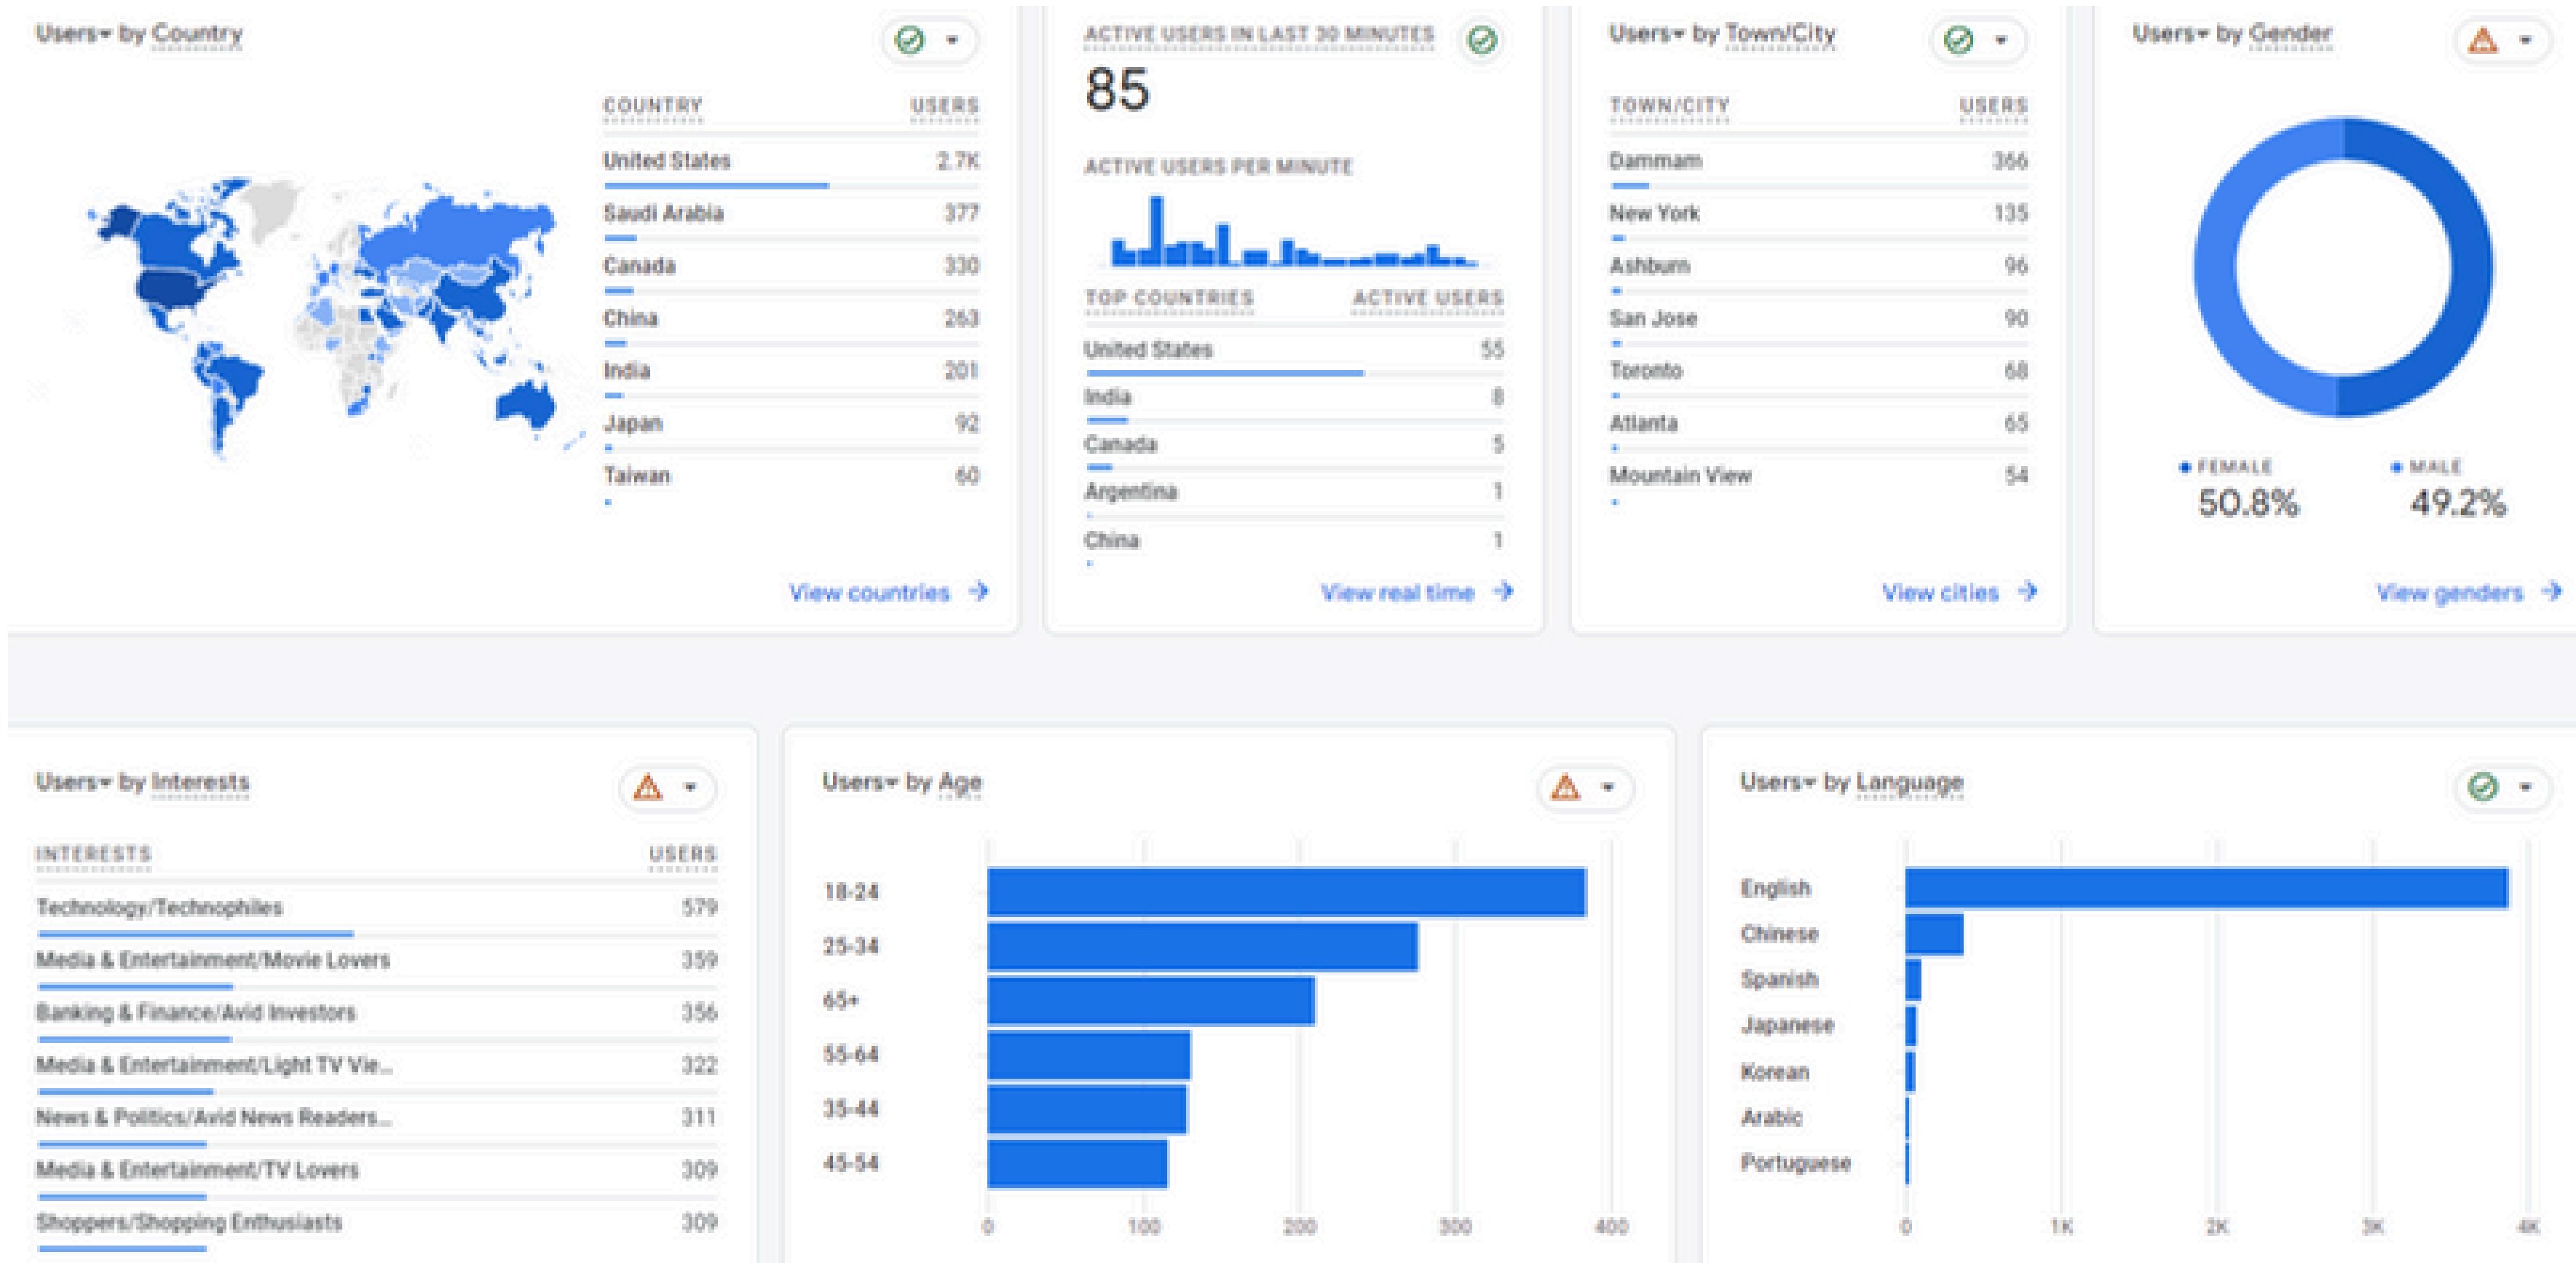 Users by Country
COUNTRY USERS
United States 2.7K
Saudi Arabia 377
Canada 330
China 263
India 201
Japan 92
Taiwan 60
View countries
ACTIVE USERS IN LAST 30 MINUTES
85
ACTIVE USERS PER MINUTE
TOP COUNTRIES ACTIVE USERS
United States 55
India 8
Canada 5
Argentina 1
China 1
View real time
Users by Town/City
TOWN/CITY USERS
Dammam 366
New York 135
Ashburn 96
San Jose 90
Toronto 68
Atlanta 65
Mountain View 54
View cities
Users by Gender
FEMALE MALE
50.8% 49.2%
View genders
Users by Interests
INTERESTS USERS
Technology/Technophiles 579
Media & Entertainment/Movie Lovers 359
Banking & Finance/Avid Investors 356
Media & Entertainment/Light TV Vie... 322
News & Politics/Avid News Readers... 311
Media & Entertainment/TV Lovers 309
Shoppers/Shopping Enthusiasts 309
Users by Age
18-24
25-34
65+
55-64
35-44
45-54
0 100 200 300 400
Users by Language
English
Chinese
Spanish
Japanese
Korean
Arabic
Portuguese
0 1K 2K 3K 4K